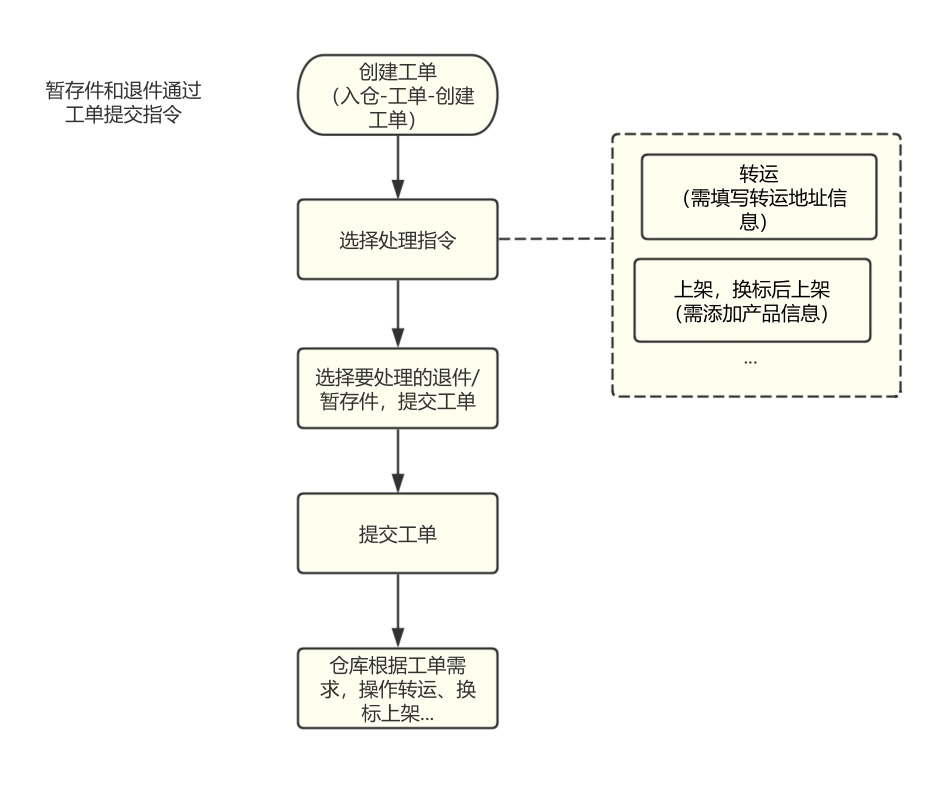 暂存件和退件通过
工单提交指令
创建工单
（入仓-工单-创建
工单）
选择处理指令
转运
（需填写转运地址信
息）
上架，换标后上架
（需添加产品信息）
...
选择要处理的退件/
暂存件，提交工单
提交工单
仓库根据工单需
求，操作转运、换
标上架...